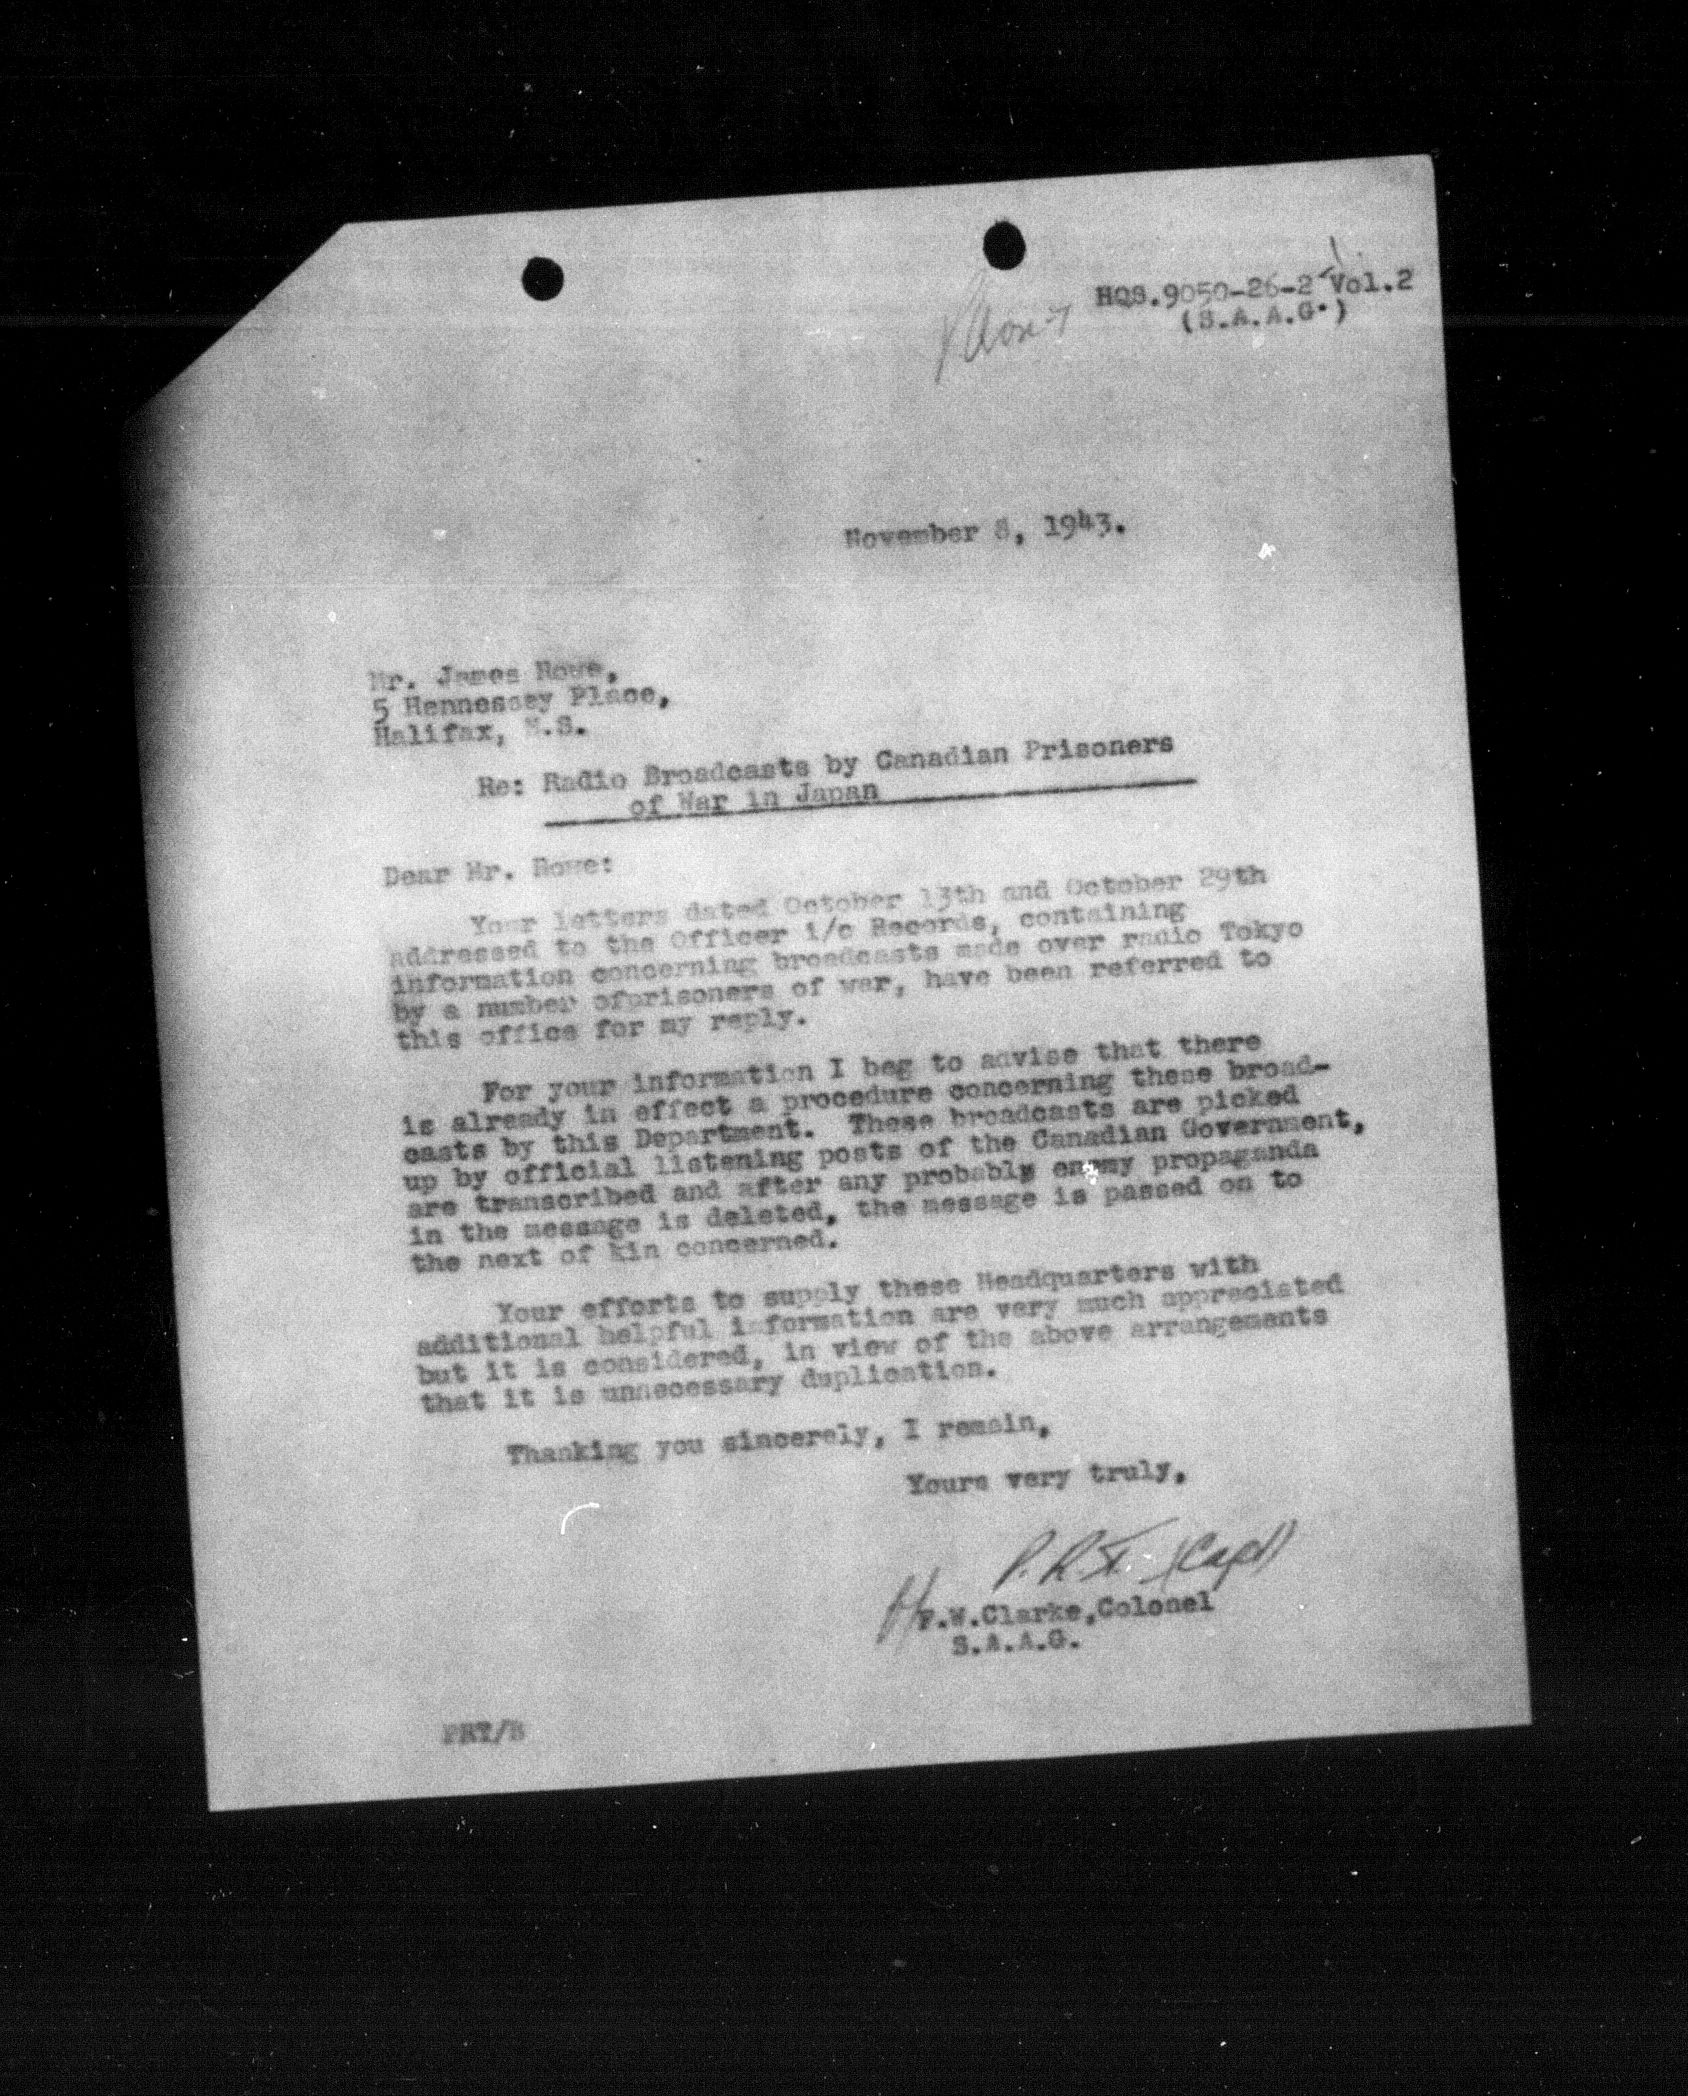 HQS.9050-26-2 Vol.2
(S.A.A.G.)
November 8, 1943.
Mr. James Rowe,
5 Hennessey Place,
Halifax, N.S.
Re: Radio Broadcasts by Canadian Prisoners
of War in Japan
Dear Mr. Rowe:
Your letters dated October 13th and October 29th
addressed to the Officer i/c Records, containing
information concerning broadcasts made over radio Tokyo
by a number ofprisoners of war, have been referred to
this office for my reply.
For your information I beg to advise that there
is already in effect a procedure concerning these broad-
casts by this Department. These broadcasts are picked
up by official listening posts of the Canadian Government,
are transcribed and after any probably enemy propaganda
in the message is deleted, the message is passed on to
the next of kin concerned.
Your efforts to supply these Headquarters with
additional helpful information are very much appreciated
but it is considered, in view of the above arrangements
that it is unnecessary duplication.
Thanking you sincerely, I remain,
Yours very truly,
F.W.Clarke,Colonel
S.A.A.G.